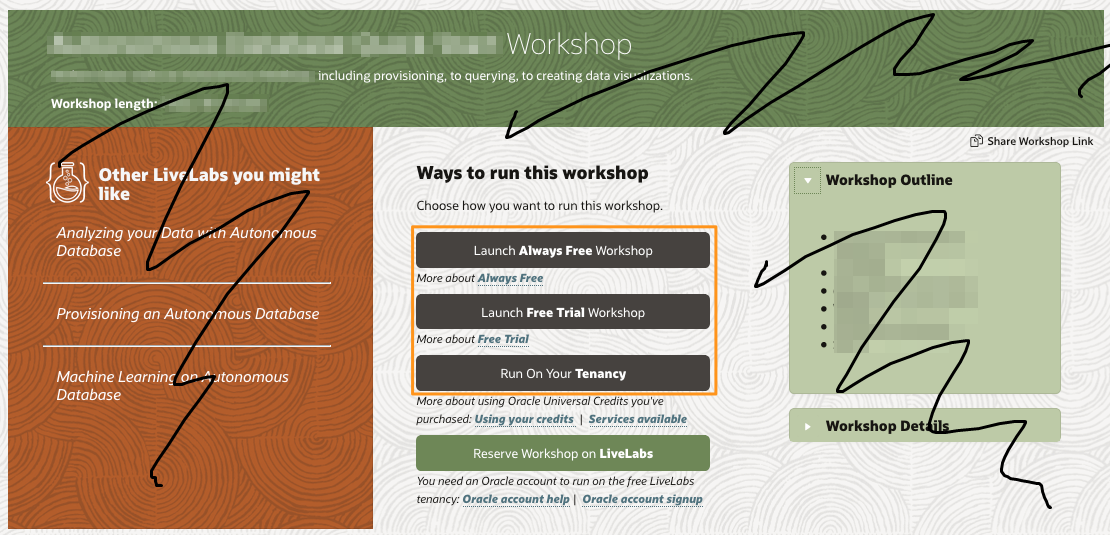 Workshop
including provisioning, to querying, to creating data visualizations.
Workshop length:
Share Workshop Link
Other LiveLabs you might
like
Analyzing your Data with Autonomous
Database
Provisioning an Autonomous Database
Machine Learning on Autonomous
Database
Ways to run this workshop
Choose how you want to run this workshop.
Launch Always Free Workshop
More about Always Free
Launch Free Trial Workshop
More about Free Trial
Run On Your Tenancy
More about using Oracle Universal Credits you've
purchased: Using your credits | Services available
Reserve Workshop on LiveLabs
You need an Oracle account to run on the free LiveLabs
tenancy: Oracle account help | Oracle account signup
Workshop Outline
Workshop Details